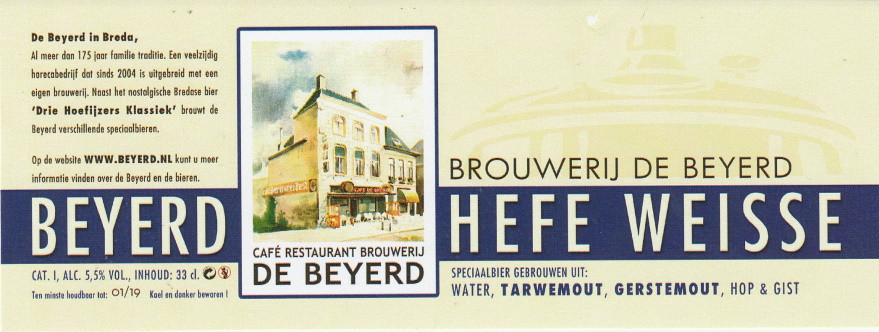 De Beyerd in Breda,
Al meer dan 175 jaar familie traditie. Een veelzijdig
horecabedrijf dat sinds 2004 is uitgebreid met een
eigen brouwerij. Naast het nostalgische Bredase bier
'Drie Hoefijzers Klassiek' brouwt de
Beyerd verschillende speciaalbieren.
Op de website WWW.BEYERD.NL kunt u meer
informatie vinden over de Beyerd en de bieren.
BEYERD
CAT. I, ALC. 5,5% VOL., INHOUD: 33 cl.
Ten minste houdbaar tot: 01/19 Koel en donker bewaren !
CAFÉ RESTAURANT BROUWERIJ
DE BEYERD
BROUWERIJ DE BEYERD
HEFE WEISSE
SPECIAALBIER GEBROUWEN UIT:
WATER, TARWEMOUT, GERSTEMOUT, HOP & GIST